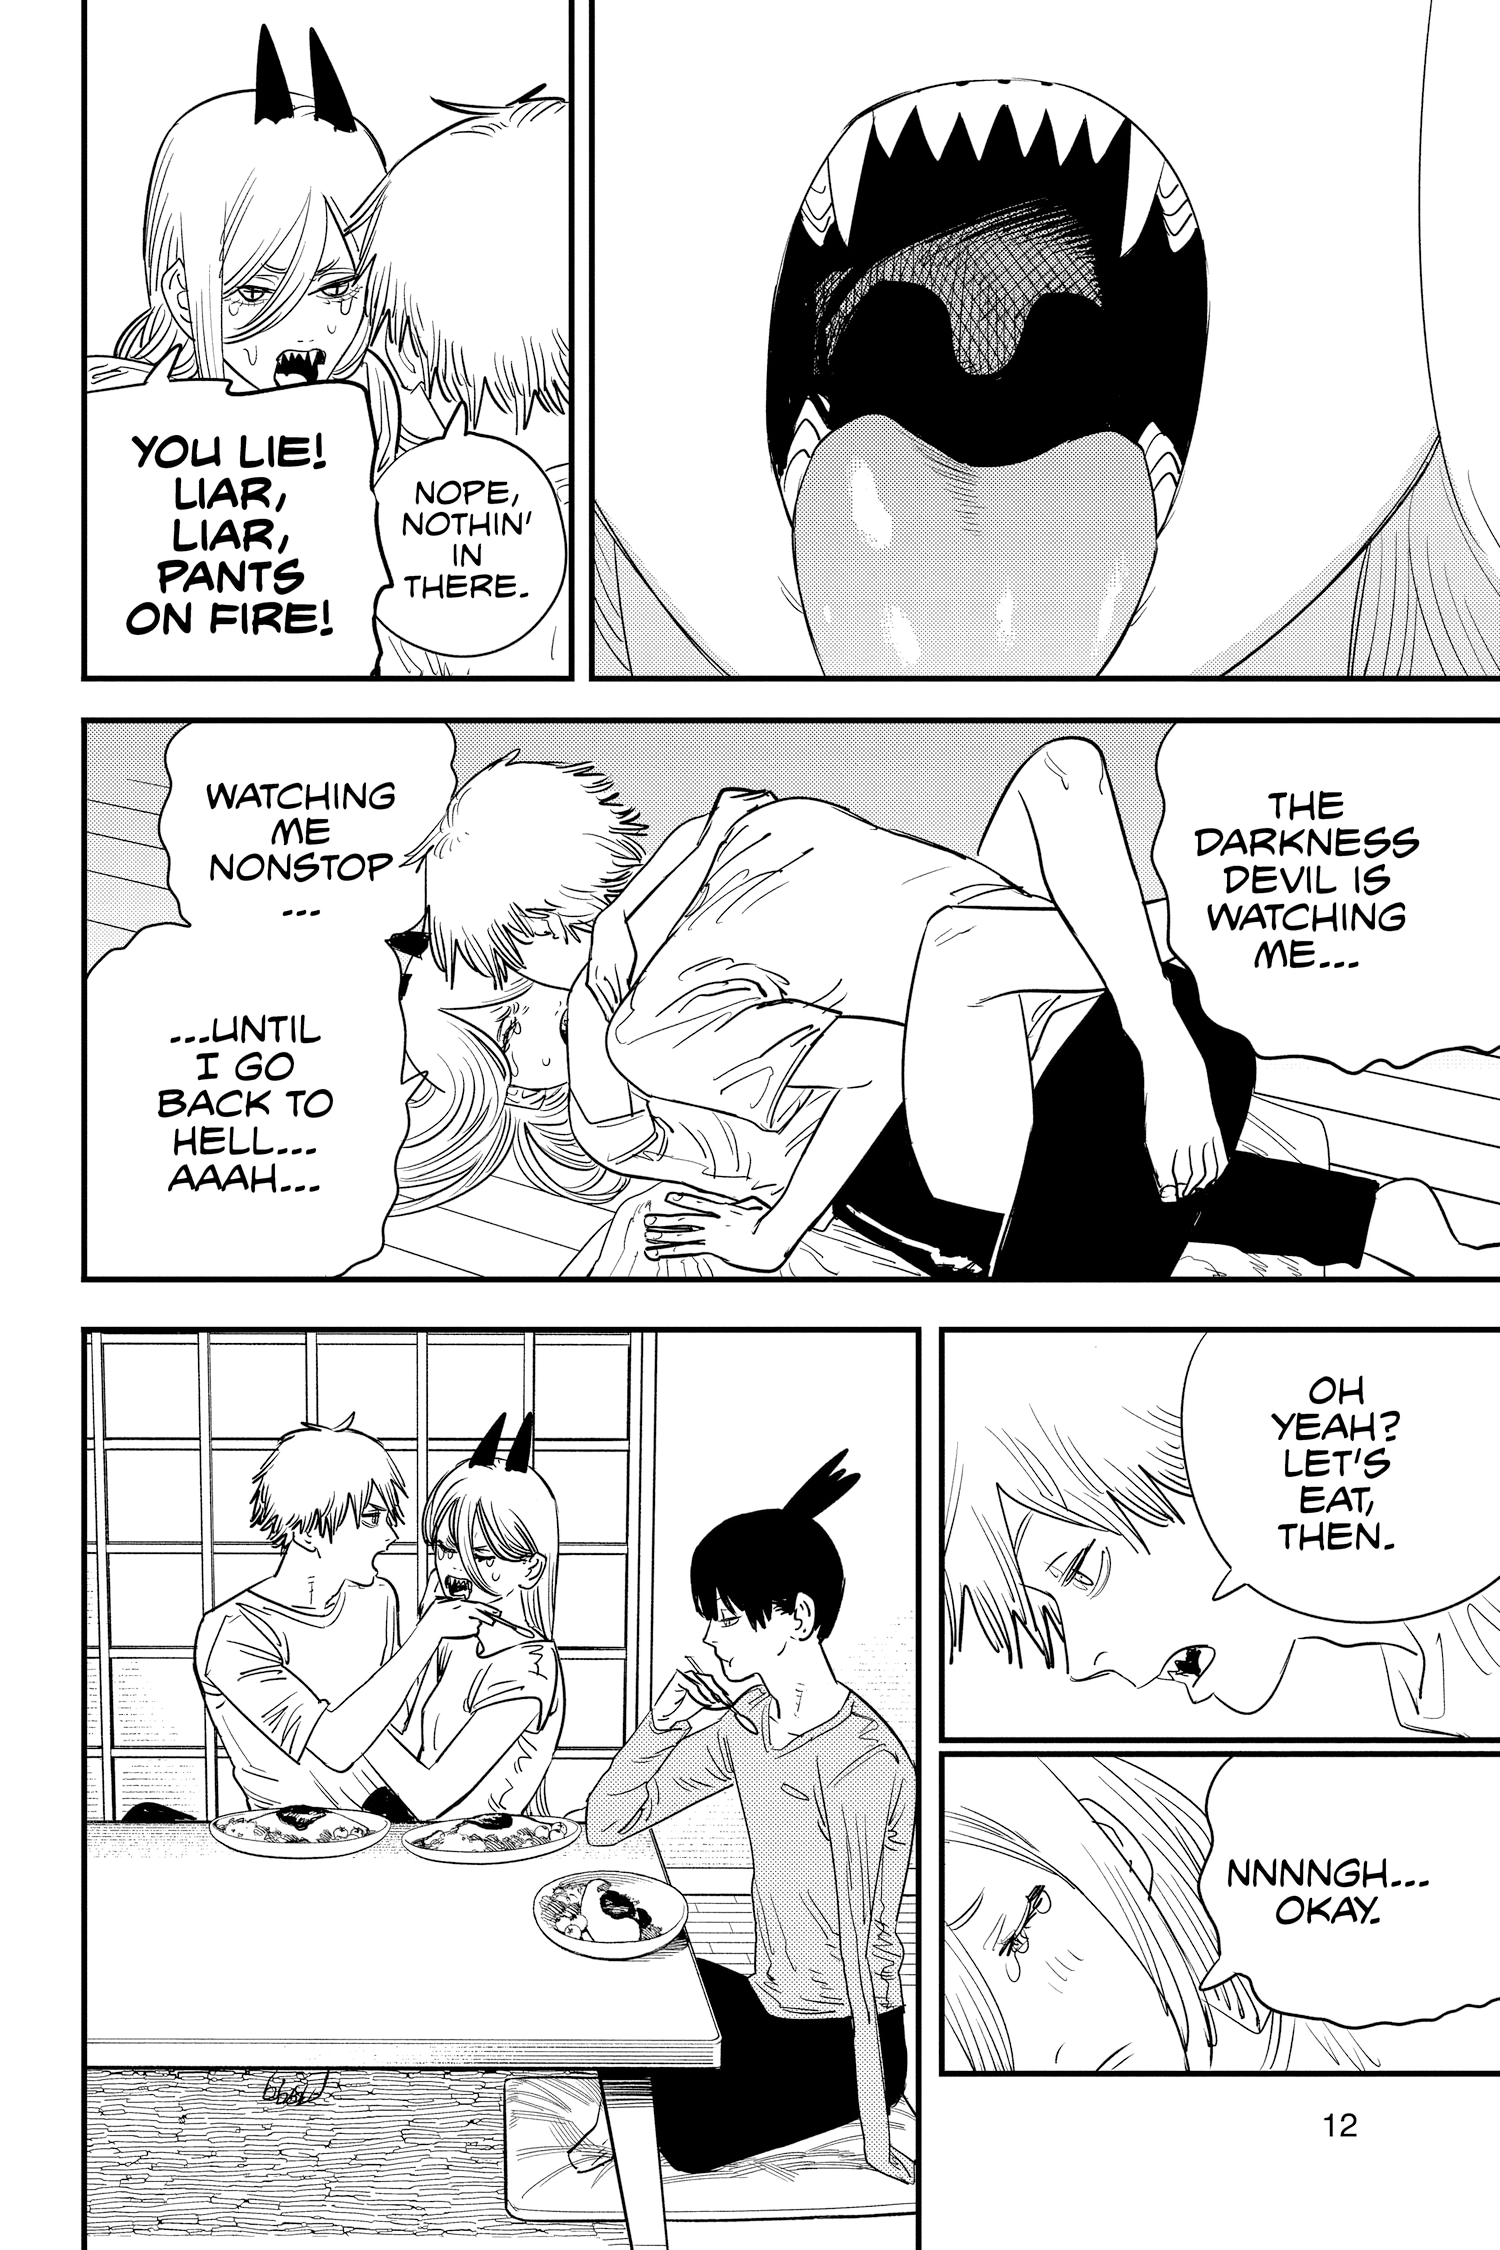 NOPE,
NOTHIN'
IN
THERE.
YOU LIE!
LIAR,
LIAR,
PANTS
ON FIRE!
THE
DARKNESS
DEVIL IS
WATCHING
ME...
WATCHING
ME
NONSTOP
...
...UNTIL
I GO
BACK TO
HELL...
AAAH...
OH
YEAH?
LET'S
EAT,
THEN.
NNNNGH...
OKAY.
12